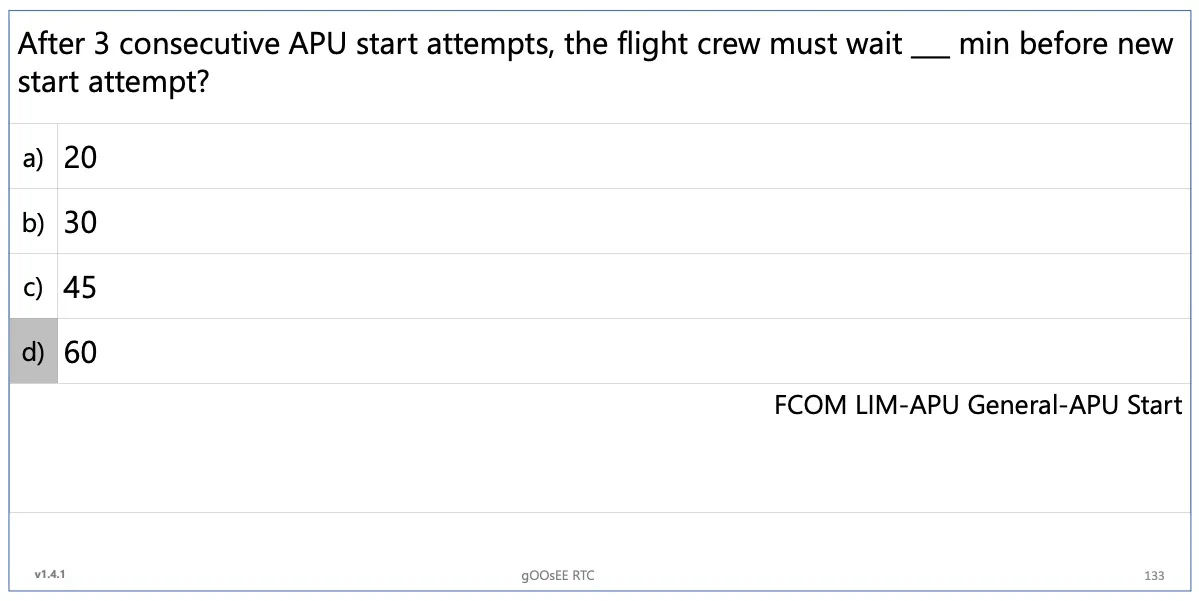 After 3 consecutive APU start attempts, the flight crew must wait ___ min before new
start attempt?
a) 20
b) 30
c) 45
d) 60
FCOM LIM-APU General-APU Start
v1.4.1 gOOsEE RTC 133